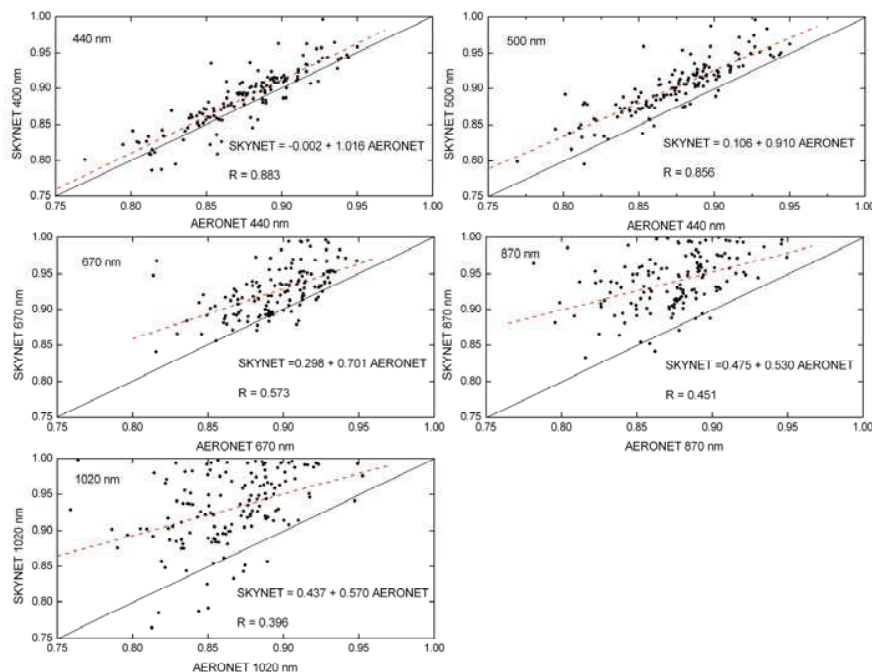 440 nm
SKYNET 400 nm
1.00
0.95
0.90
0.85
0.80
0.75
SKYNET = -0.002 + 1.016 AERONET
R = 0.883
0.75 0.80 0.85 0.90 0.95 1.00
AERONET 440 nm
500 nm
SKYNET 500 nm
1.00
0.95
0.90
0.85
0.80
0.75
SKYNET = 0.106 + 0.910 AERONET
R = 0.856
0.75 0.80 0.85 0.90 0.95 1.00
AERONET 440 nm
670 nm
SKYNET 670 nm
1.00
0.95
0.90
0.85
0.80
0.75
SKYNET =0.298 + 0.701 AERONET
R = 0.573
0.75 0.80 0.85 0.90 0.95 1.00
AERONET 670 nm
870 nm
SKYNET 870 nm
1.00
0.95
0.90
0.85
0.80
0.75
SKYNET =0.475 + 0.530 AERONET
R = 0.451
0.75 0.80 0.85 0.90 0.95 1.00
AERONET 870 nm
1020 nm
SKYNET 1020 nm
1.00
0.95
0.90
0.85
0.80
0.75
SKYNET = 0.437 + 0.570 AERONET
R = 0.396
0.75 0.80 0.85 0.90 0.95 1.00
AERONET 1020 nm